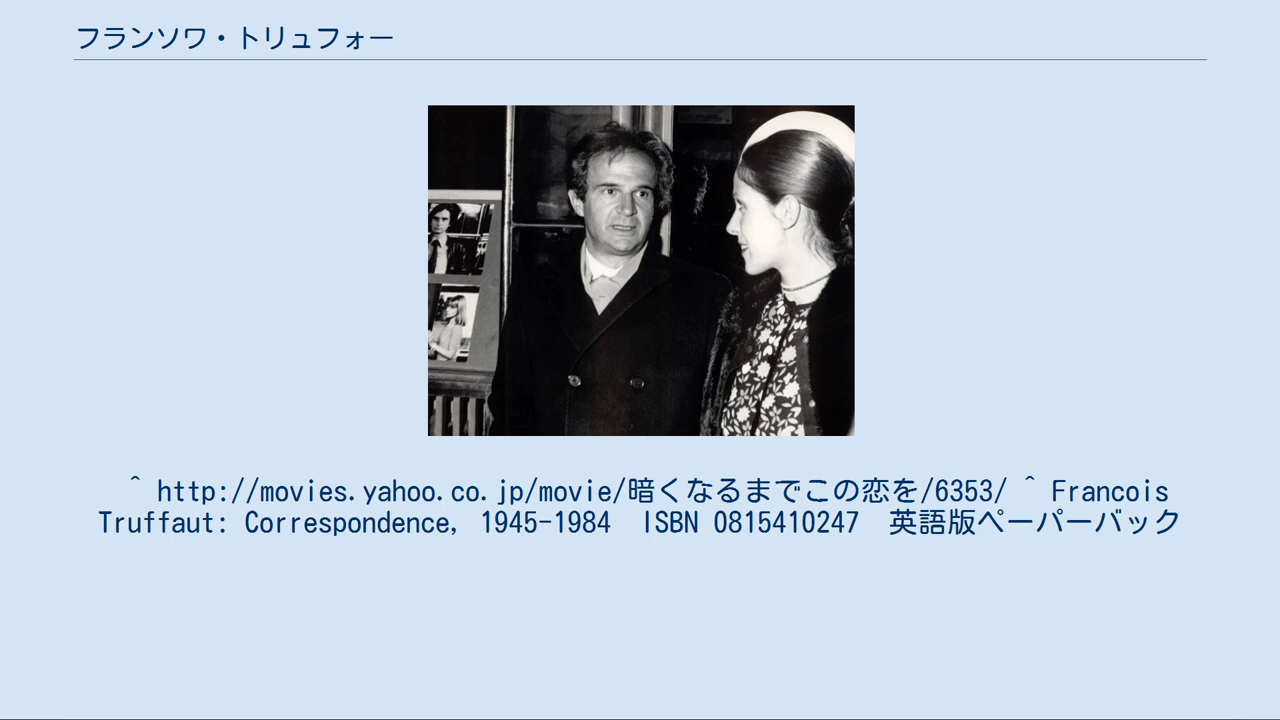 フランソワ・トリュフォー
^ http://movies.yahoo.co.jp/movie/暗くなるまでこの恋を/6353/ ^ Francois
Truffaut: Correspondence, 1945-1984　ISBN 0815410247　英語版ペーパーバック